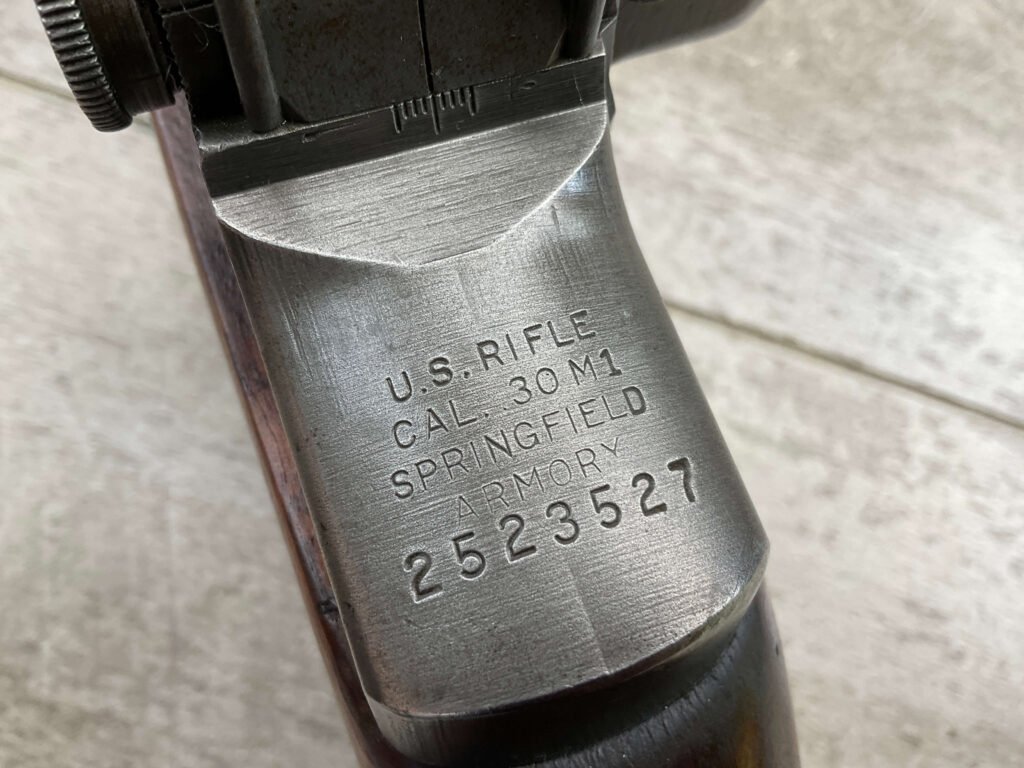 U.S. RIFLE
CAL. .30 M1
SPRINGFIELD
ARMORY
2523527